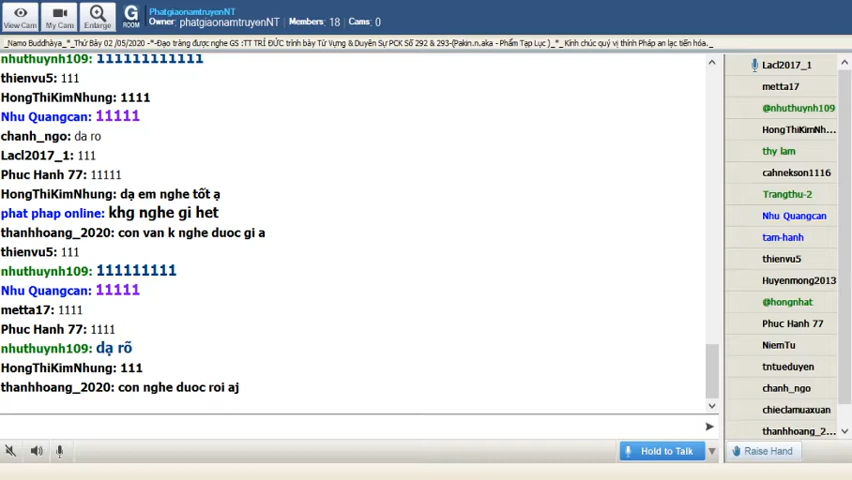 PhatgiaonamtruyenNT
Owner: phatgiaonamtruyenNT Members: 18 Cams: 0
View Cam My Cam Enlarge G ROOM
_Namo Buddhàya_*_Thứ Bảy 02 /05/2020 -*-Đạo tràng được nghe GS :TT TRÍ ĐỨC trình bày Từ Vựng & Duyên Sự PCK Số 292 & 293-(Pakin.n.aka - Phẩm Tạp Lục )_*_ Kính chúc quý vị thính Pháp an lạc tiến hóa._
nhuthuynh109: 111111111111
thienvu5: 111
HongThiKimNhung: 1111
Nhu Quangcan: 11111
chanh_ngo: da ro
Lacl2017_1: 111
Phuc Hanh 77: 11111
HongThiKimNhung: dạ em nghe tốt ạ
phat phap online: khg nghe gi het
thanhhoang_2020: con van k nghe duoc gi a
thienvu5: 111
nhuthuynh109: 111111111
Nhu Quangcan: 11111
metta17: 1111
Phuc Hanh 77: 1111
nhuthuynh109: dạ rõ
HongThiKimNhung: 111
thanhhoang_2020: con nghe duoc roi aj
Hold to Talk
Lacl2017_1
metta17
@nhuthuynh109
HongThiKimNh...
thy lam
cahnekson1116
Trangthu-2
Nhu Quangcan
tam-hanh
thienvu5
Huyenmong2013
@hongnhat
Phuc Hanh 77
NiemTu
tntueduyen
chanh_ngo
chieclamuaxuan
thanhhoang_2...
Raise Hand